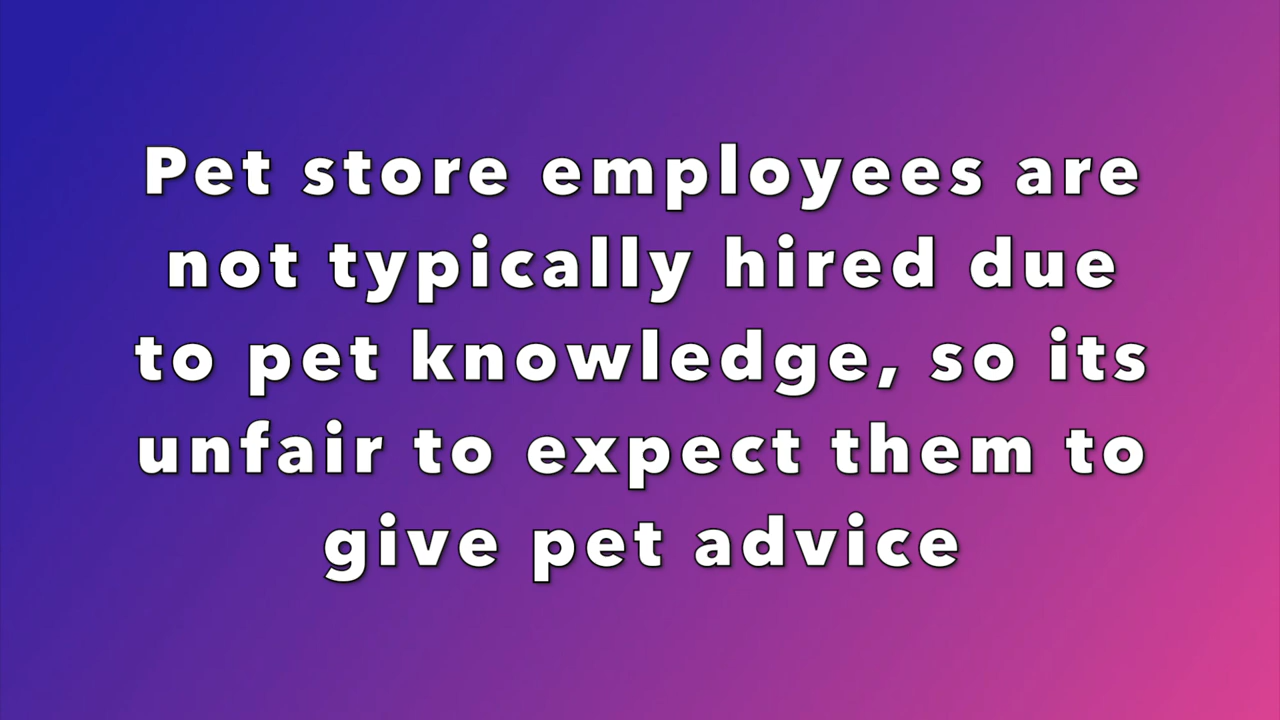 Pet store employees are
not typically hired due
to pet knowledge, so its
unfair to expect them to
give pet advice